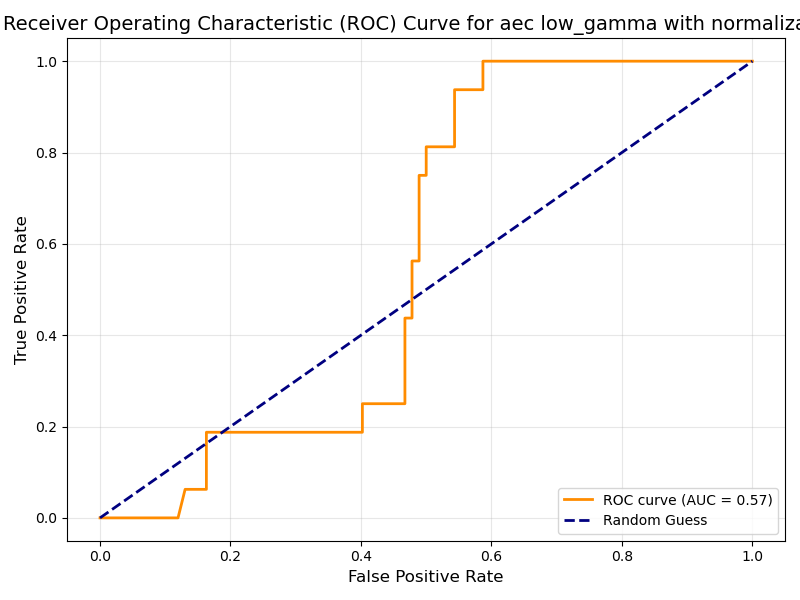 Receiver Operating Characteristic (ROC) Curve for aec low_gamma with normaliza
1.0
0.8
0.6
0.4
0.2
0.0
True Positive Rate
ROC curve (AUC = 0.57)
Random Guess
0.0 0.2 0.4 0.6 0.8 1.0
False Positive Rate